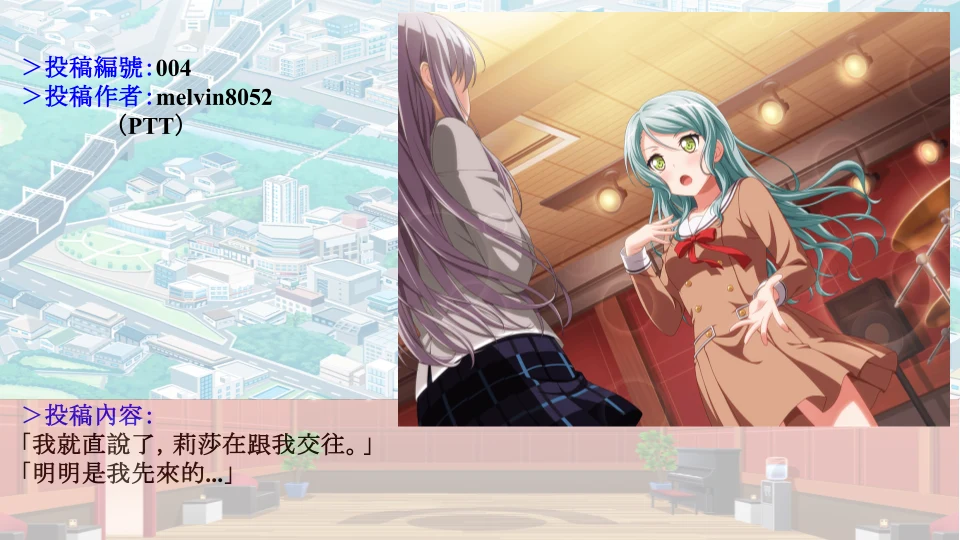 ＞投稿編號：004
＞投稿作者：melvin8052
（PTT）
＞投稿內容：
「我就直說了，莉莎在跟我交往。」
「明明是我先來的...」